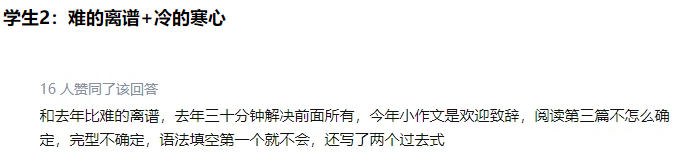 学生2：难的离谱+冷的寒心
16 人赞同了该回答
和去年比难的离谱，去年三十分钟解决前面所有，今年小作文是欢迎致辞，阅读第三篇不怎么确
定，完型不确定，语法填空第一个就不会，还写了两个过去式